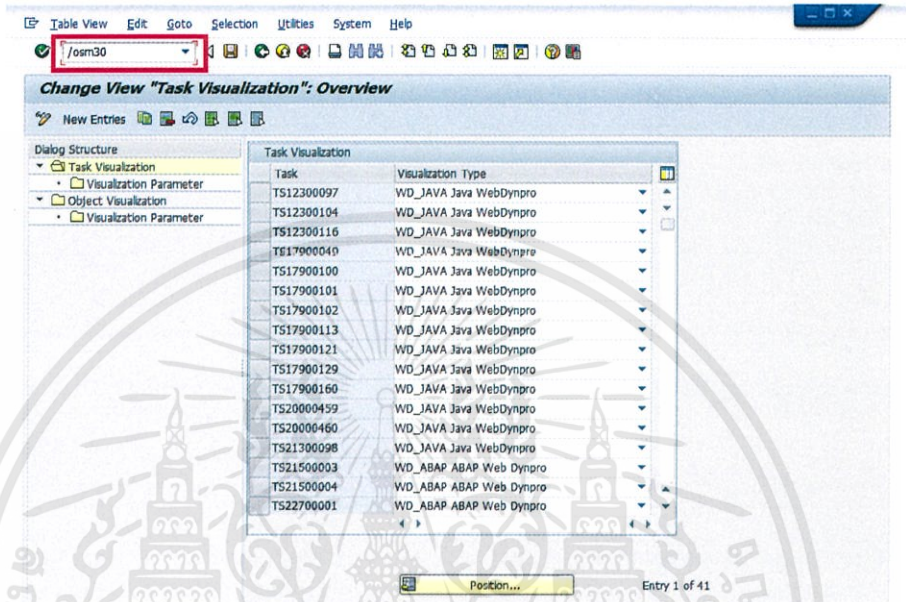 Table View Edit Goto Selection Utilities System Help
/osm30
Change View "Task Visualization": Overview
New Entries
Dialog Structure
Task Visualization
Visualization Parameter
Object Visualization
Visualization Parameter
Task Visualization
Task Visualization Type
TS12300097 WD_JAVA Java WebDynpro
TS12300104 WD_JAVA Java WebDynpro
TS12300116 WD_JAVA Java WebDynpro
TS17900049 WD_JAVA Java WebDynpro
TS17900100 WD_JAVA Java WebDynpro
TS17900101 WD_JAVA Java WebDynpro
TS17900102 WD_JAVA Java WebDynpro
TS17900113 WD_JAVA Java WebDynpro
TS17900121 WD_JAVA Java WebDynpro
TS17900129 WD_JAVA Java WebDynpro
TS17900160 WD_JAVA Java WebDynpro
TS20000459 WD_JAVA Java WebDynpro
TS20000460 WD_JAVA Java WebDynpro
TS21300098 WD_JAVA Java WebDynpro
TS21500003 WD_ABAP ABAP Web Dynpro
TS21500004 WD_ABAP ABAP Web Dynpro
TS22700001 WD_ABAP ABAP Web Dynpro
Position... Entry 1 of 41